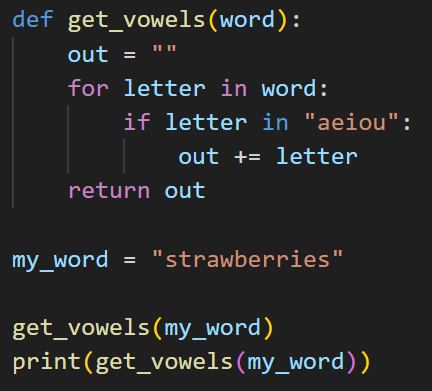 def get_vowels(word):
    out = ""
    for letter in word:
        if letter in "aeiou":
            out += letter
    return out

my_word = "strawberries"

get_vowels(my_word)
print(get_vowels(my_word))